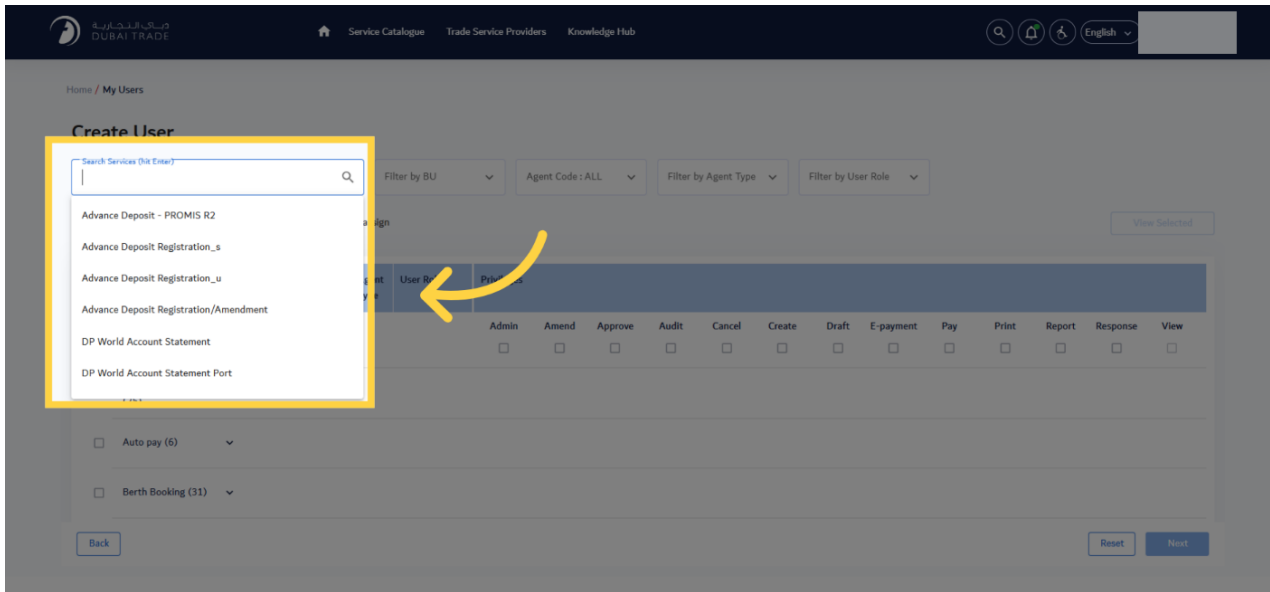 دبي التجارية
DUBAI TRADE
Service Catalogue Trade Service Providers Knowledge Hub
English
Home / My Users
Create User
Search Services (hit Enter)
Filter by BU
Agent Code : ALL
Filter by Agent Type
Filter by User Role
Advance Deposit - PROMIS R2
View Selected
Advance Deposit Registration_s
Advance Deposit Registration_u
Advance Deposit Registration/Amendment
DP World Account Statement
DP World Account Statement Port
Admin Amend Approve Audit Cancel Create Draft E-payment Pay Print Report Response View
Auto pay (6)
Berth Booking (31)
Back
Reset
Next